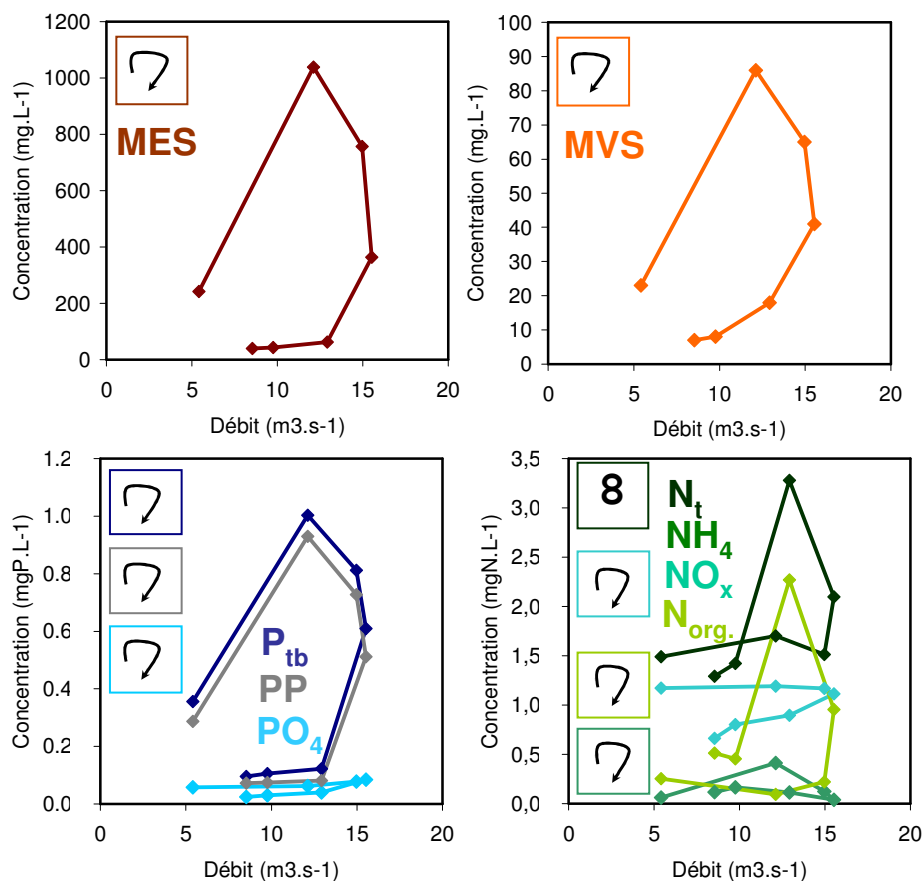 Concentration (mg.L-1)
1200
1000
800
600
400
200
0
MES
0 5 10 15 20
Débit (m3.s-1)
Concentration (mg.L-1)
100
90
80
70
60
50
40
30
20
10
0
MVS
0 5 10 15 20
Débit (m3.s-1)
Concentration (mgP.L-1)
1.2
1.0
0.8
0.6
0.4
0.2
0.0
Ptb
PP
PO4
0 5 10 15 20
Débit (m3.s-1)
Concentration (mgN.L-1)
3,5
3,0
2,5
2,0
1,5
1,0
0,5
0,0
8
Nt
NH4
NOx
Norg.
0 5 10 15 20
Débit (m3.s-1)